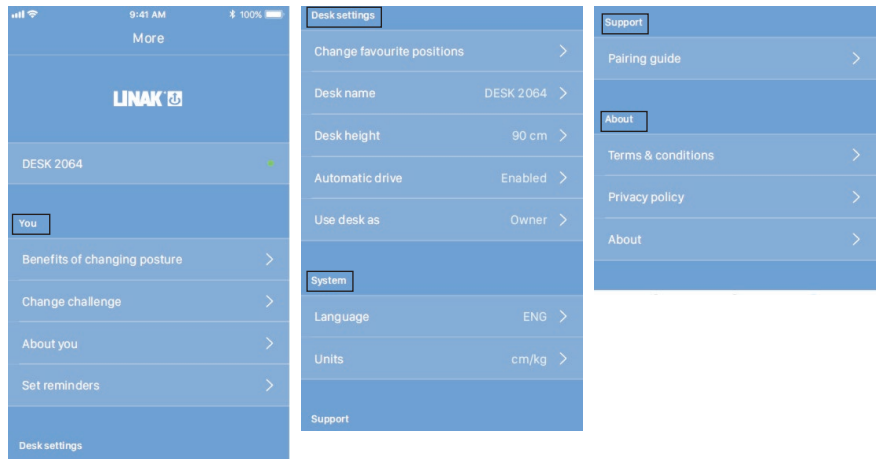 9:41 AM
100%
More
LINAK
DESK 2064
You
Benefits of changing posture
Change challenge
About you
Set reminders
Desk settings
Desk settings
Change favourite positions
Desk name DESK 2064
Desk height 90 cm
Automatic drive Enabled
Use desk as Owner
System
Language ENG
Units cm/kg
Support
Support
Pairing guide
About
Terms & conditions
Privacy policy
About